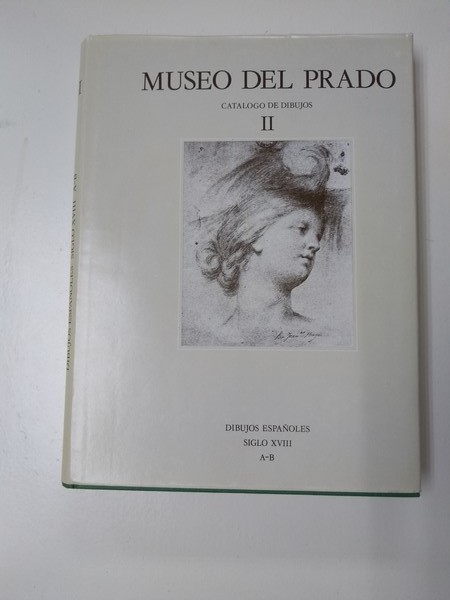 MUSEO DEL PRADO
CATALOGO DE DIBUJOS
II
DIBUJOS ESPAÑOLES
SIGLO XVIII
A-B